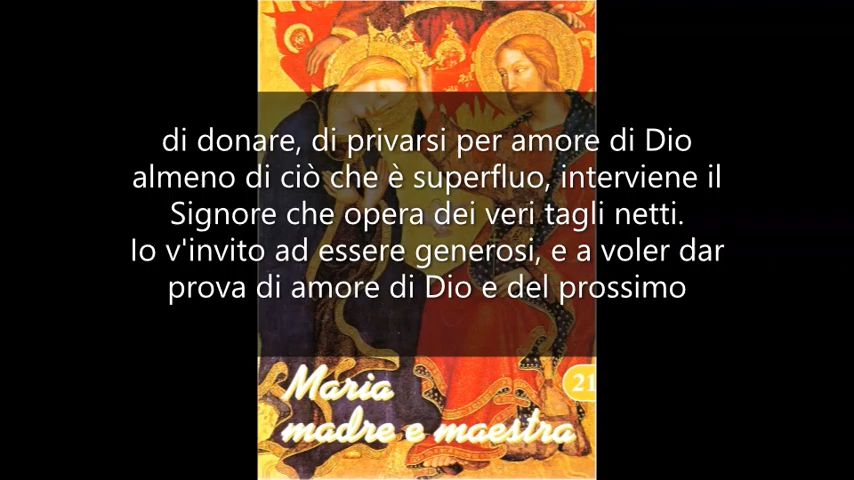 di donare, di privarsi per amore di Dio
almeno di ciò che è superfluo, interviene il
Signore che opera dei veri tagli netti.
Io v'invito ad essere generosi, e a voler dar
prova di amore di Dio e del prossimo
Maria
21
madre e maestra